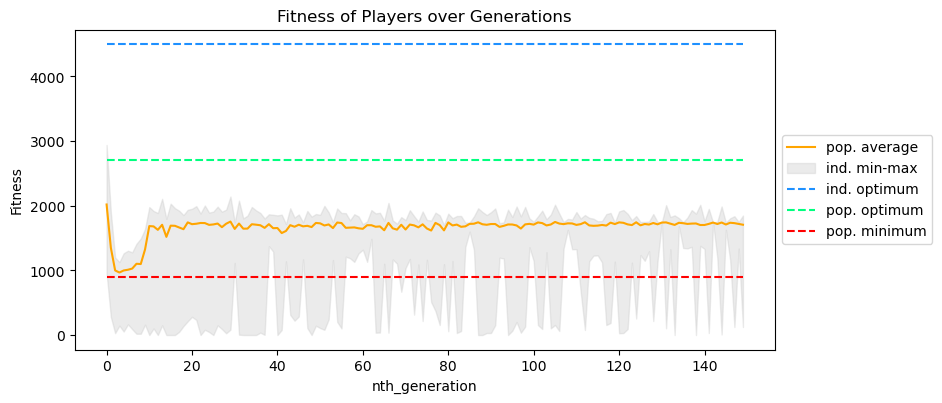 Fitness of Players over Generations
Fitness
4000
3000
2000
1000
0
0 20 40 60 80 100 120 140
nth_generation
pop. average
ind. min-max
ind. optimum
pop. optimum
pop. minimum